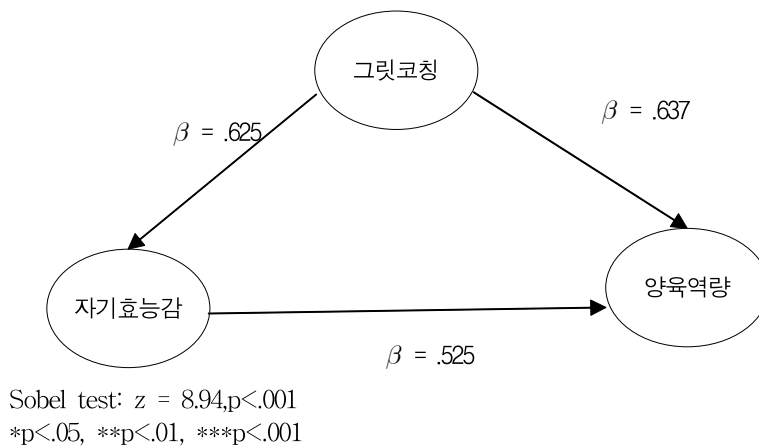 그릿코칭
β = .625
β = .637
자기효능감
양육역량
β = .525
Sobel test: z = 8.94,p<.001
*p<.05, **p<.01, ***p<.001